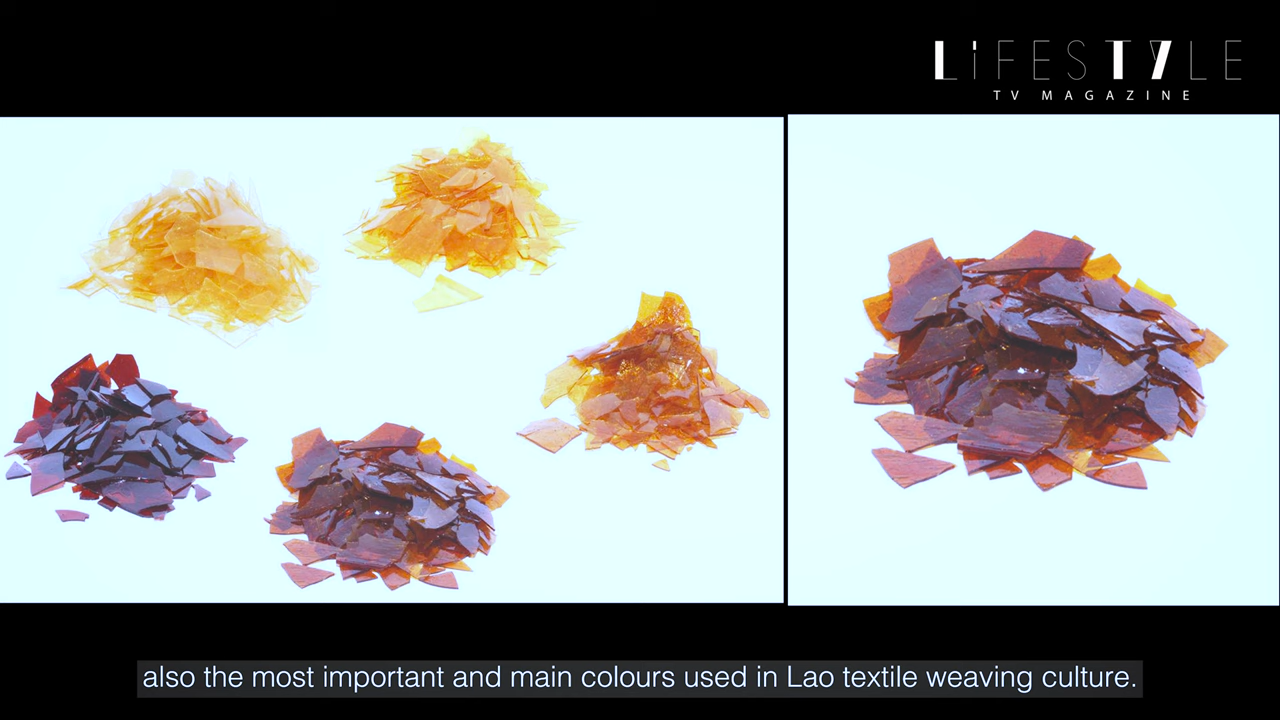 LiFESTYLE
TV MAGAZINE
also the most important and main colours used in Lao textile weaving culture.